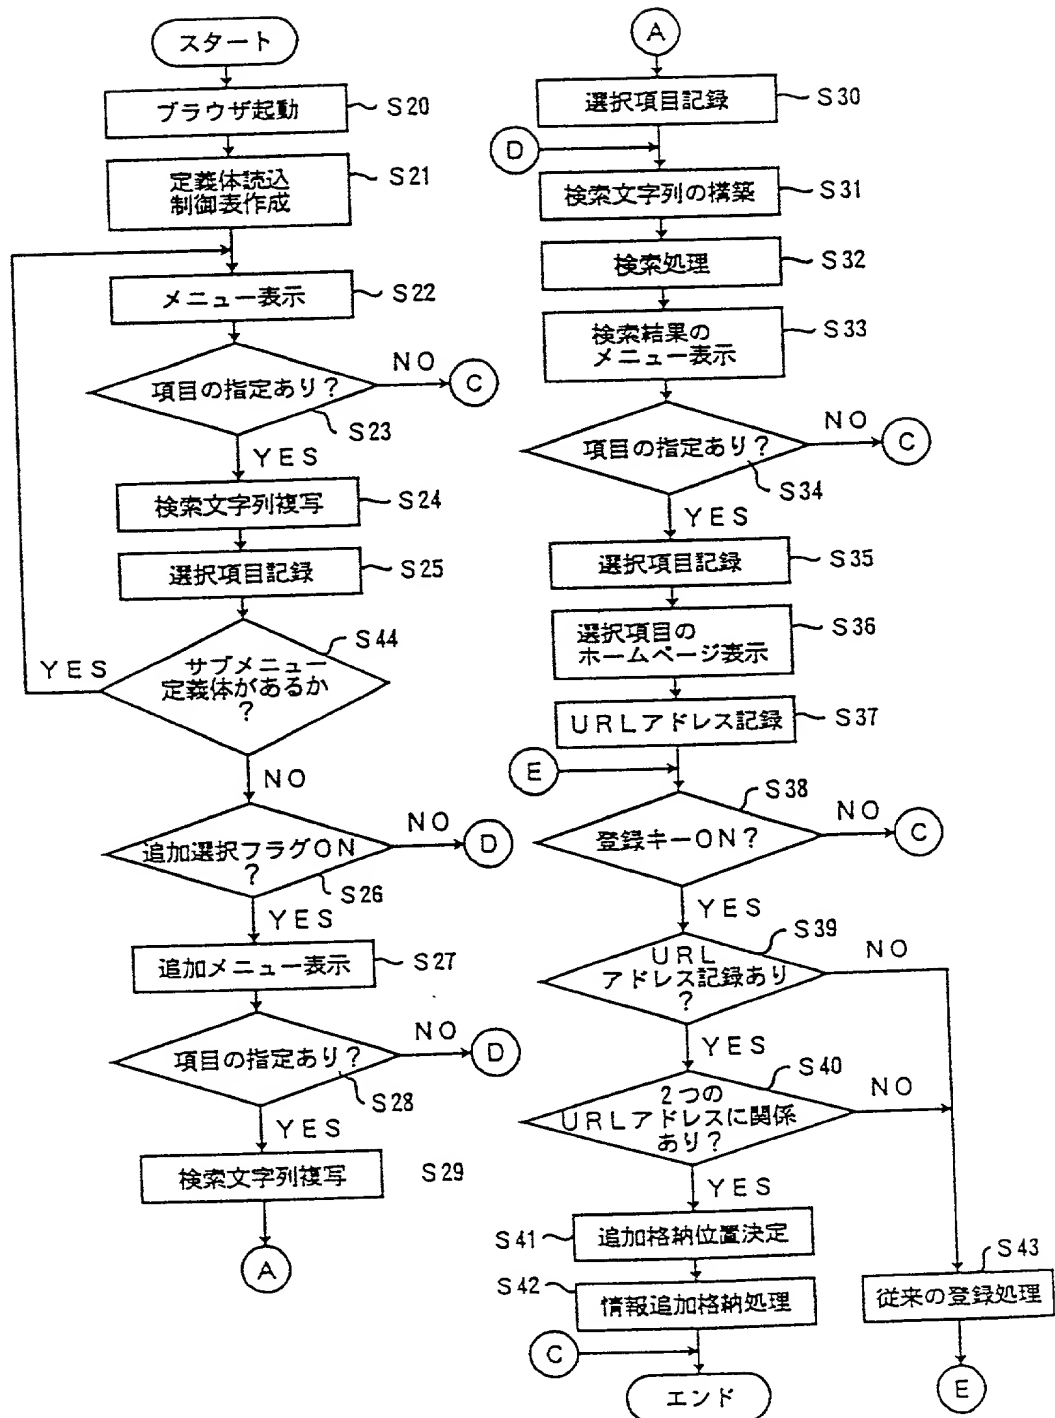 スタート
ブラウザ起動
S20
定義体読込
制御表作成
S21
メニュー表示
S22
項目の指定あり？
NO
C
S23
YES
検索文字列複写
S24
選択項目記録
S25
S44
サブメニュー
定義体があるか
？
YES
NO
追加選択フラグON
？
NO
D
S26
YES
追加メニュー表示
S27
項目の指定あり？
NO
D
S28
YES
検索文字列複写
S29
A
A
選択項目記録
S30
D
検索文字列の構築
S31
検索処理
S32
検索結果の
メニュー表示
S33
項目の指定あり？
NO
C
S34
YES
選択項目記録
S35
選択項目の
ホームページ表示
S36
URLアドレス記録
S37
E
S38
登録キーON？
NO
C
YES
S39
URL
アドレス記録あり
？
NO
YES
S40
2つの
URLアドレスに関係
あり？
NO
YES
S41
追加格納位置決定
S42
情報追加格納処理
S43
従来の登録処理
C
エンド
E